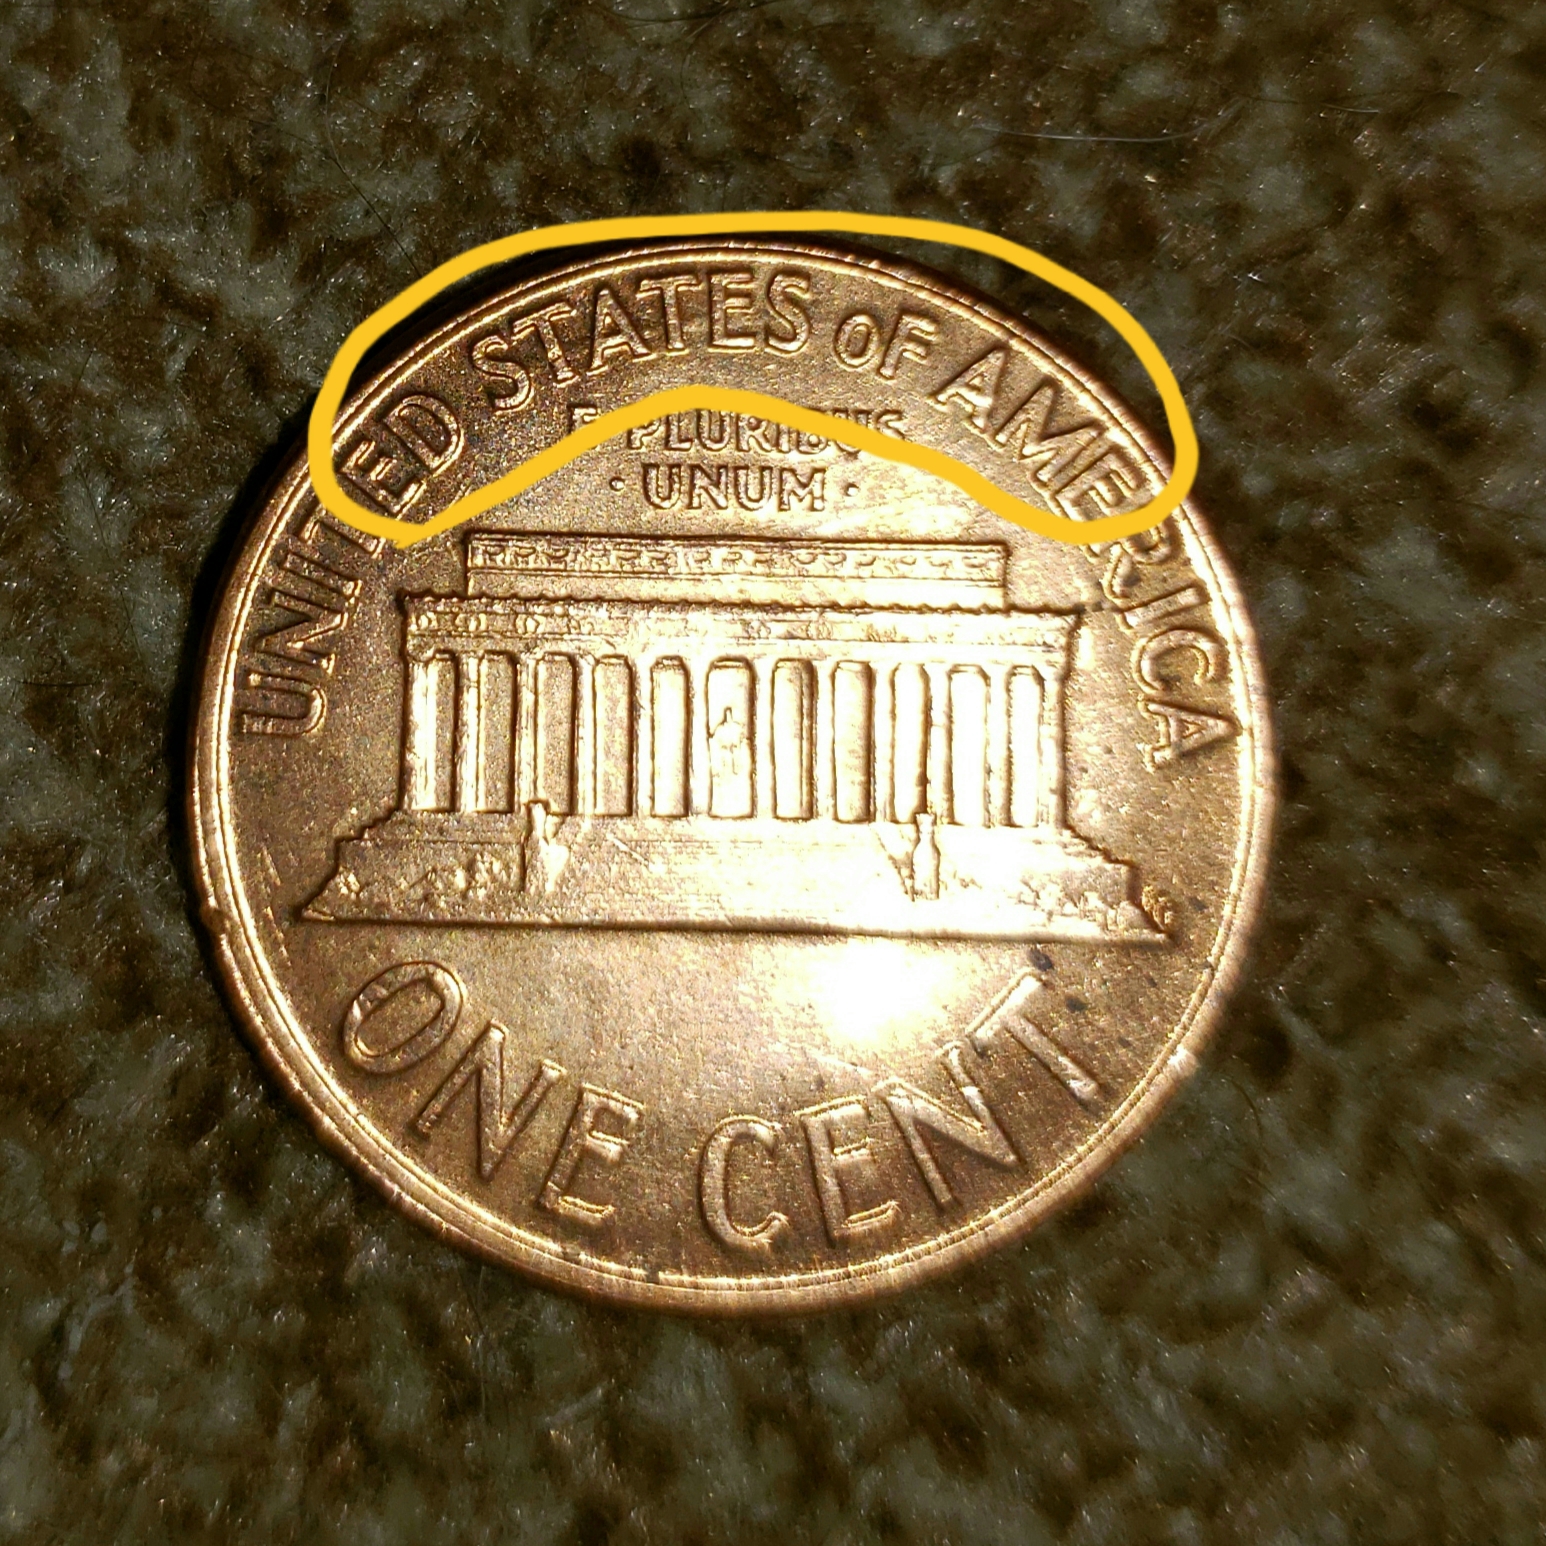 UNITED STATES OF AMERICA
E PLURIBUS
· UNUM ·
ONE CENT